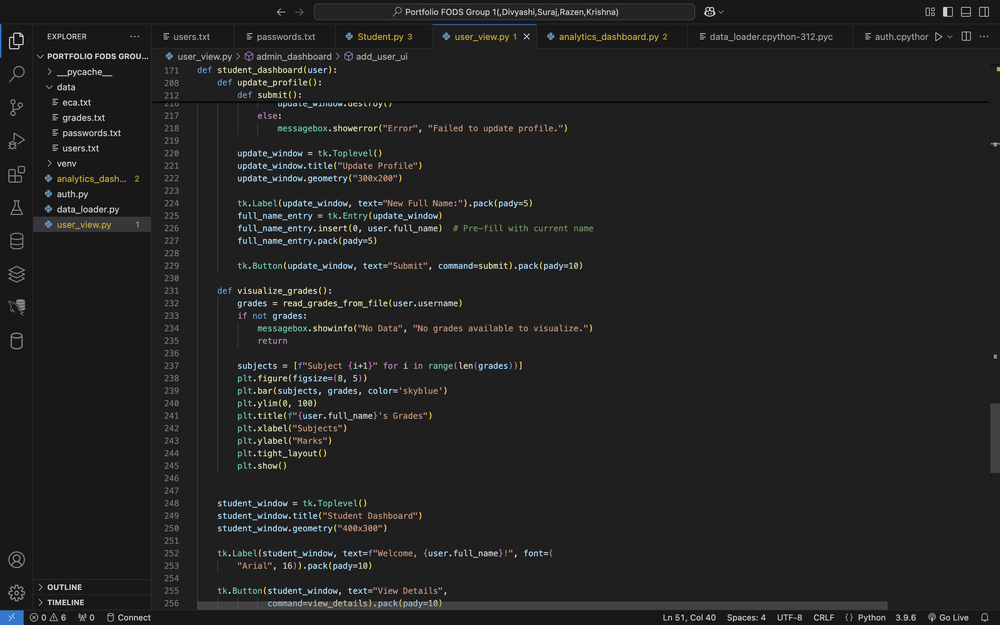 Portfolio FODS Group 1(,Divyashi,Suraj,Razen,Krishna)
EXPLORER
PORTFOLIO FODS GROU...
__pycache__
data
eca.txt
grades.txt
passwords.txt
users.txt
venv
analytics_dash... 2
auth.py
data_loader.py
user_view.py 1
OUTLINE
TIMELINE
users.txt passwords.txt Student.py 3 user_view.py 1 analytics_dashboard.py 2 data_loader.cpython-312.pyc auth.cpythor
user_view.py > admin_dashboard > add_user_ui
171 def student_dashboard(user):
208 def update_profile():
212 def submit():
216 update_window.destroy()
217 else:
218 messagebox.showerror("Error", "Failed to update profile.")
219
220 update_window = tk.Toplevel()
221 update_window.title("Update Profile")
222 update_window.geometry("300x200")
223
224 tk.Label(update_window, text="New Full Name:").pack(pady=5)
225 full_name_entry = tk.Entry(update_window)
226 full_name_entry.insert(0, user.full_name)  # Pre-fill with current name
227 full_name_entry.pack(pady=5)
228
229 tk.Button(update_window, text="Submit", command=submit).pack(pady=10)
230
231 def visualize_grades():
232 grades = read_grades_from_file(user.username)
233 if not grades:
234 messagebox.showinfo("No Data", "No grades available to visualize.")
235 return
236
237 subjects = [f"Subject {i+1}" for i in range(len(grades))]
238 plt.figure(figsize=(8, 5))
239 plt.bar(subjects, grades, color='skyblue')
240 plt.ylim(0, 100)
241 plt.title(f"{user.full_name}'s Grades")
242 plt.xlabel("Subjects")
243 plt.ylabel("Marks")
244 plt.tight_layout()
245 plt.show()
246
247
248 student_window = tk.Toplevel()
249 student_window.title("Student Dashboard")
250 student_window.geometry("400x300")
251
252 tk.Label(student_window, text=f"Welcome, {user.full_name}!", font=(
253 "Arial", 16)).pack(pady=10)
254
255 tk.Button(student_window, text="View Details",
256 command=view_details).pack(pady=10)
0 6 0 Connect Ln 51, Col 40 Spaces: 4 UTF-8 CRLF {} Python 3.9.6 Go Live